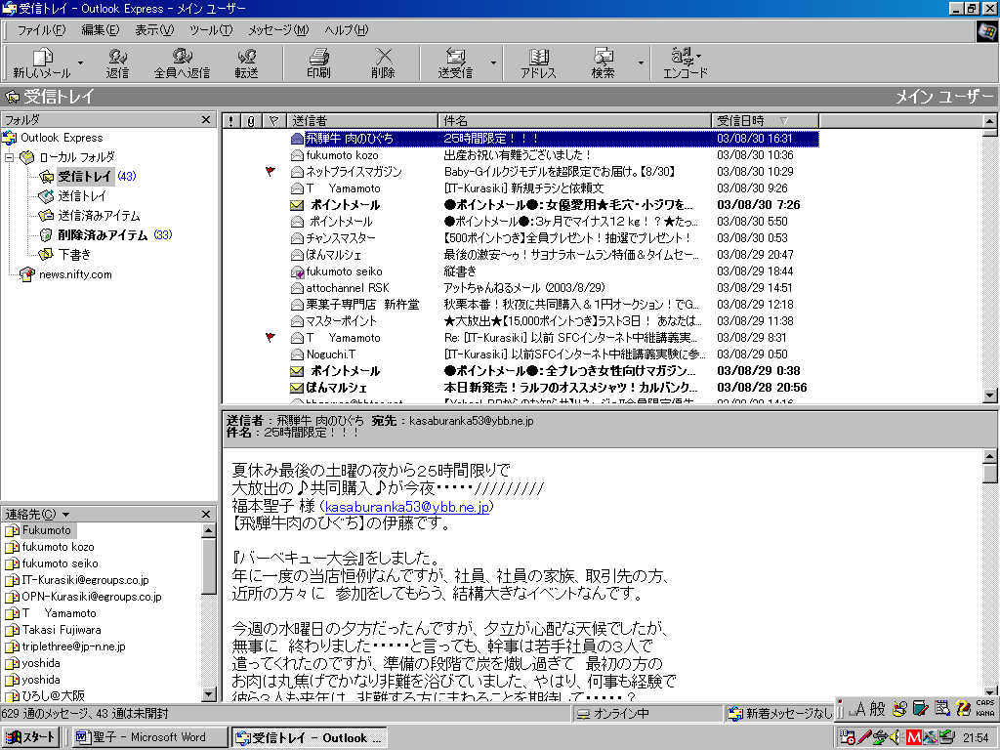 受信トレイ - Outlook Express - メイン ユーザー
ファイル(F) 編集(E) 表示(V) ツール(T) メッセージ(M) ヘルプ(H)
新しいメール 返信 全員へ返信 転送 印刷 削除 送受信 アドレス 検索 エンコード
受信トレイ メイン ユーザー
フォルダ
Outlook Express
ローカル フォルダ
受信トレイ (43)
送信トレイ
送信済みアイテム
削除済みアイテム (33)
下書き
news.nifty.com
送信者 件名 受信日時
飛騨牛 肉のひぐち 25時間限定!!! 03/08/30 16:31
fukumoto kozo 出産お祝い有難うございました! 03/08/30 10:36
ネットプライスマガジン Baby-Gイルクジモデルを超限定でお届け。【8/30】 03/08/30 10:29
T Yamamoto [IT-Kurasiki] 新規チラシと依頼文 03/08/30 9:26
ポイントメール ●ポイントメール●:女優愛用★毛穴・小ジワを... 03/08/30 7:26
ポイントメール ●ポイントメール●:3ヶ月でマイナス12 kg!?★たっ... 03/08/30 5:50
チャンスマスター 【500ポイントつき】全員プレゼント!抽選でプレゼント! 03/08/30 0:53
ほんマルシェ 最後の激安〜ぅ!サヨナラホームラン特価&タイムセー... 03/08/29 20:47
fukumoto seiko 縦書き 03/08/29 18:44
attochannel RSK アットちゃんねるメール (2003/8/29) 03/08/29 14:51
栗菓子専門店 新杵堂 秋栗本番!秋夜に共同購入&1円オークション!でG... 03/08/29 12:18
マスターポイント ★大放出★【15,000ポイントつき】ラスト3日! あなたは... 03/08/29 11:38
T Yamamoto Re: [IT-Kurasiki] 以前 SFCインターネト中継講義実... 03/08/29 8:31
Noguchi.T [IT-Kurasiki] 以前SFCインターネト中継講義実験に参... 03/08/29 0:50
ポイントメール ●ポイントメール●:全プレつき女性向けマガジン... 03/08/29 0:38
ほんマルシェ 本日新発売!ラルフのオススメシャツ!カルバンク... 03/08/28 20:56
送信者: 飛騨牛 肉のひぐち 宛先: kasaburanka53@ybb.ne.jp
件名: 25時間限定!!!
夏休み最後の土曜の夜から25時間限りで
大放出の♪共同購入♪が今夜・・・・・/////////
福本聖子 様 (kasaburanka53@ybb.ne.jp)
【飛騨牛肉のひぐち】の伊藤です。
『バーベキュー大会』をしました。
年に一度の当店恒例なんですが、社員、社員の家族、取引先の方、
近所の方々に 参加をしてもらう、結構大きなイベントなんです。
今週の水曜日の夕方だったんですが、夕立が心配な天候でしたが、
無事に 終わりました・・・・・と言っても、幹事は若手社員の3人で
遣ってくれたのですが、準備の段階で炭を熾し過ぎて 最初の方の
お肉は丸焦げでかなり非難を浴びていました、やはり、何事も経験で
彼ら3人も来年は、非難する方にまわることを期待して・・・・・?
連絡先(C)
Fukumoto
fukumoto kozo
fukumoto seiko
IT-Kurasiki@egroups.co.jp
OPN-Kurasiki@egroups.co.jp
T Yamamoto
Takasi Fujiwara
triplethree@jp-n.ne.jp
yoshida
yoshida
ひろし@大阪
629 通のメッセージ、43 通は未開封 オンライン中 新着メッセージなし
A 般 CAPS KANA
スタート 聖子 - Microsoft Word 受信トレイ - Outlook ... 21:54